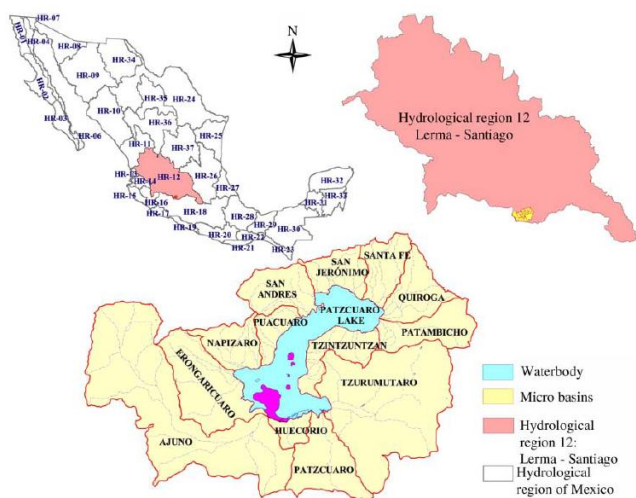 HR-07
HR-01
HR-04
HR-08
HR-34
HR-09
HR-02
HR-35
HR-24
HR-03
HR-10
HR-36
HR-06
HR-11
HR-25
HR-37
HR-13
HR-14
HR-12
HR-26
HR-15
HR-16
HR-27
HR-32
HR-33
HR-31
HR-17
HR-18
HR-28
HR-29
HR-30
HR-19
HR-20
HR-22
HR-21
HR-23
N
Hydrological region 12
Lerma - Santiago
SAN
JERÓNIMO
SANTA FE
SAN
ANDRES
QUIROGA
PATZCUARO
LAKE
PUACUARO
PATAMBICHO
NAPIZARO
TZINTZUNTZAN
ERONGARICUARO
TZURUMUTARO
AJUNO
HUECORIO
PATZCUARO
Waterbody
Micro basins
Hydrological
region 12:
Lerma - Santiago
Hydrological
region of Mexico